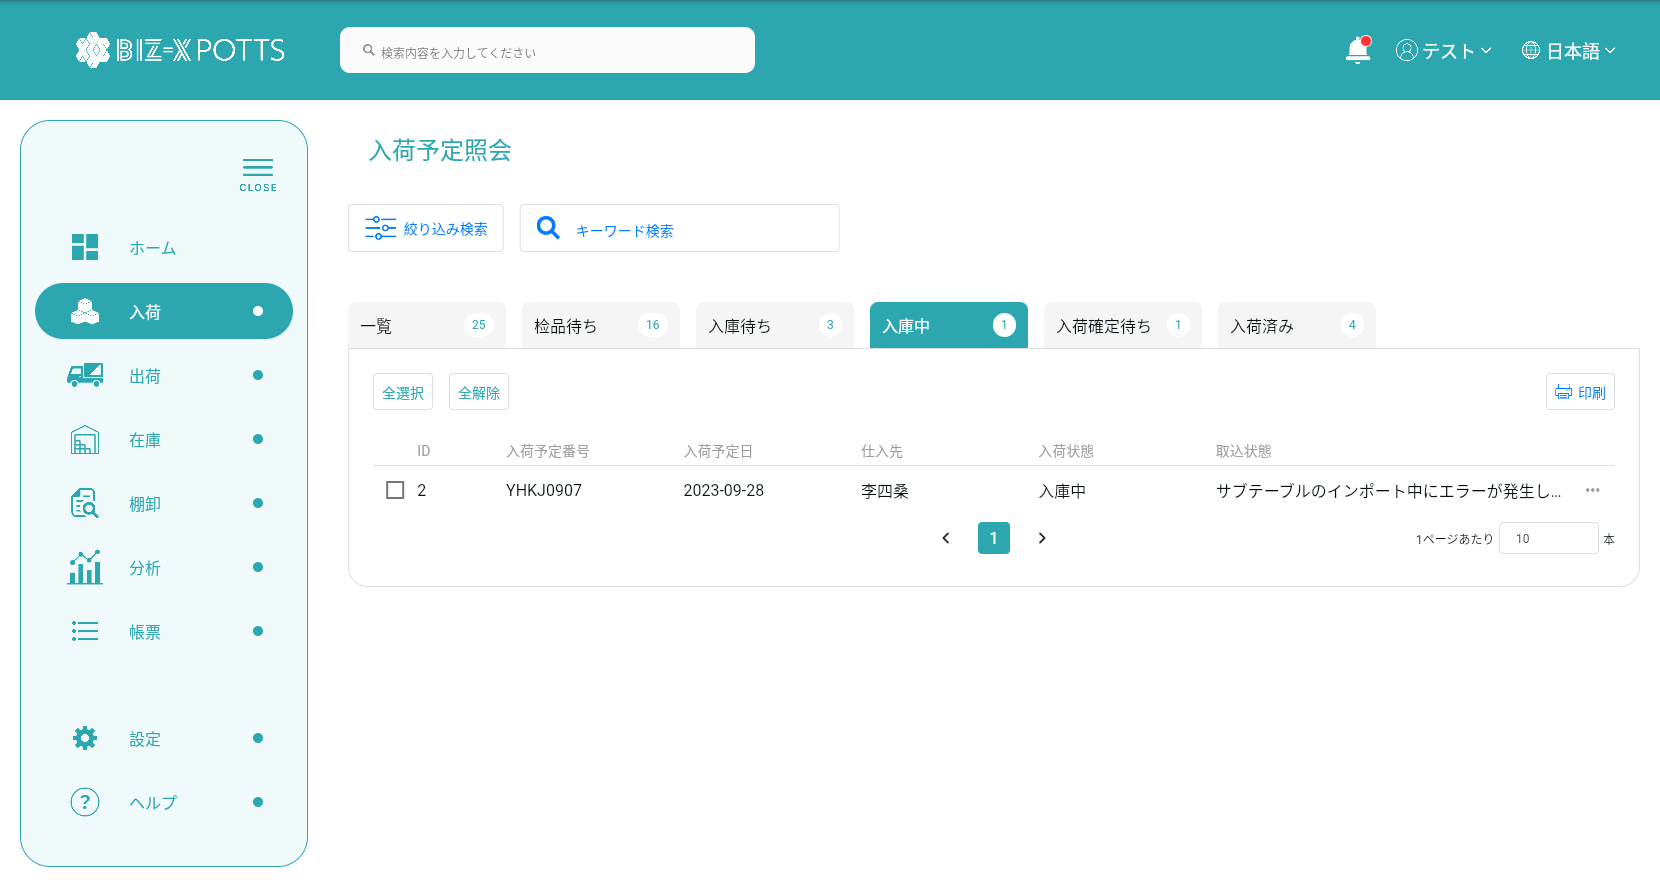 BIZ-X POTTS
検索内容を入力してください
テスト
日本語
CLOSE
ホーム
入荷
出荷
在庫
棚卸
分析
帳票
設定
ヘルプ
入荷予定照会
絞り込み検索
キーワード検索
一覧 25
检品待ち 16
入庫待ち 3
入庫中 1
入荷確定待ち 1
入荷済み 4
全選択
全解除
印刷
ID 入荷予定番号 入荷予定日 仕入先 入荷状態 取込状態
2 YHKJ0907 2023-09-28 李四桑 入庫中 サブテーブルのインポート中にエラーが発生し...
1
1ページあたり 10 本